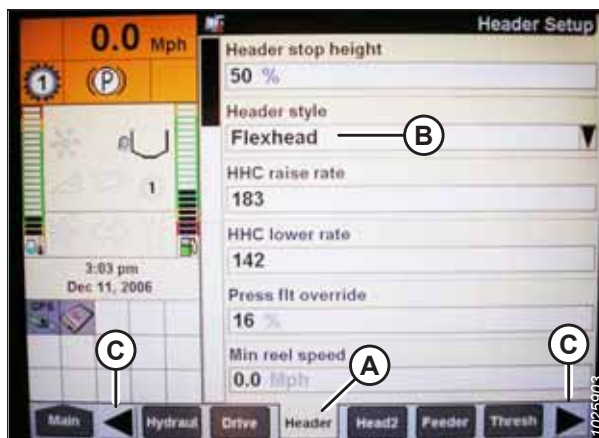 0.0 Mph
Header Setup
1
P
Header stop height
50 %
Header style
Flexhead
B
HHC raise rate
183
1
HHC lower rate
142
3:03 pm
Dec 11, 2006
Press flt override
16 %
GPS
Min reel speed
0.0 Mph
C
A
C
Main
Hydraul
Drive
Header
Head2
Feeder
Thresh
1025903